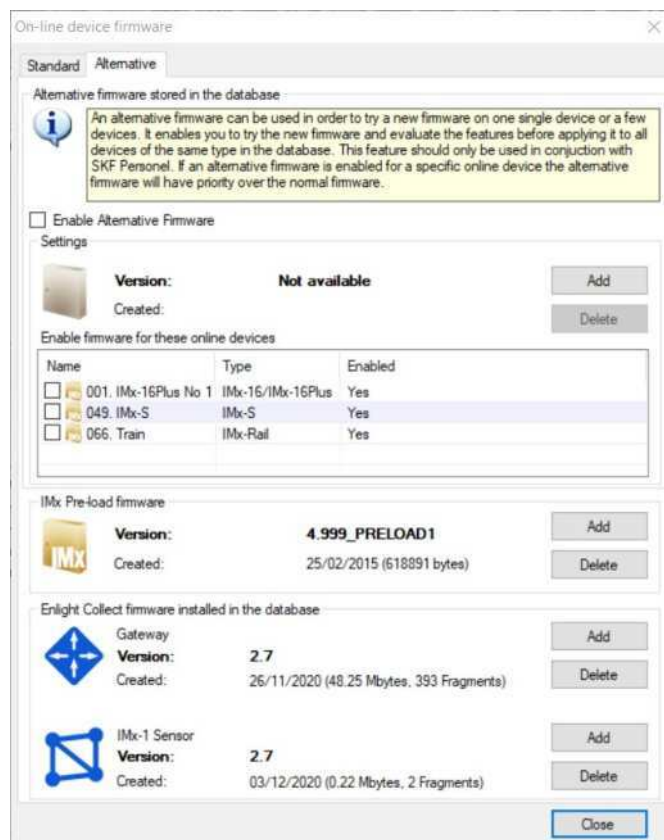 On-line device firmware
Standard Alternative
Alternative firmware stored in the database
An alternative firmware can be used in order to try a new firmware on one single device or a few
devices. It enables you to try the new firmware and evaluate the features before applying it to all
devices of the same type in the database. This feature should only be used in conjuction with
SKF Personel. If an alternative firmware is enabled for a specific online device the alternative
firmware will have priority over the normal firmware.
Enable Alternative Firmware
Settings
Version: Not available Add
Created: Delete
Enable firmware for these online devices
Name Type Enabled
001. IMx-16Plus No 1 IMx-16/IMx-16Plus Yes
049. IMx-S IMx-S Yes
066. Train IMx-Rail Yes
IMx Pre-load firmware
IMx
Version: 4.999_PRELOAD1 Add
Created: 25/02/2015 (618891 bytes) Delete
Enlight Collect firmware installed in the database
Gateway Add
Version: 2.7
Created: 26/11/2020 (48.25 Mbytes, 393 Fragments) Delete
IMx-1 Sensor Add
Version: 2.7
Created: 03/12/2020 (0.22 Mbytes, 2 Fragments) Delete
Close